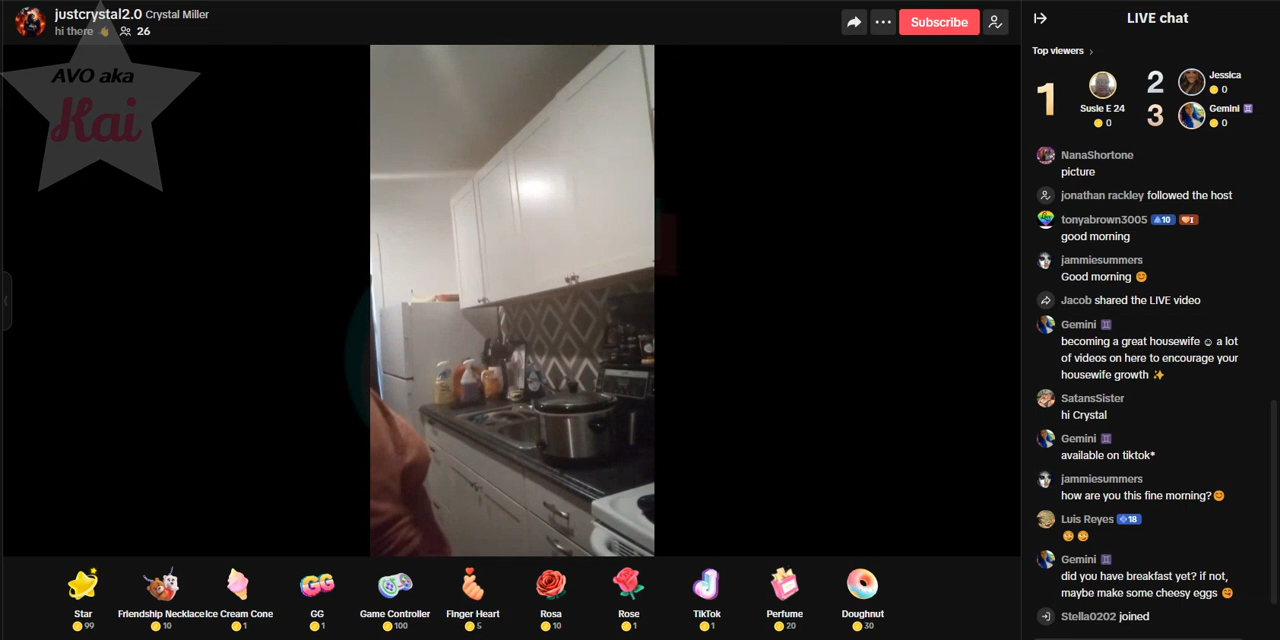 justcrystal2.0 Crystal Miller
hi there 👋 26
Subscribe
AVO aka
Kai
LIVE chat
Top viewers
1
Susie E 24
0
2
Jessica
0
3
Gemini ♊
0
NanaShortone
picture
jonathan rackley followed the host
tonyabrown3005 10 I
good morning
jammiesummers
Good morning 😊
Jacob shared the LIVE video
Gemini ♊
becoming a great housewife ☺ a lot
of videos on here to encourage your
housewife growth ✨
SatansSister
hi Crystal
Gemini ♊
available on tiktok*
jammiesummers
how are you this fine morning?😊
Luis Reyes 18
Gemini ♊
did you have breakfast yet? if not,
maybe make some cheesy eggs 😋
Stella0202 joined
GG
Star
Friendship Necklace
Ice Cream Cone
GG
Game Controller
Finger Heart
Rosa
Rose
TikTok
Perfume
Doughnut
99
10
1
1
100
5
10
1
1
20
30